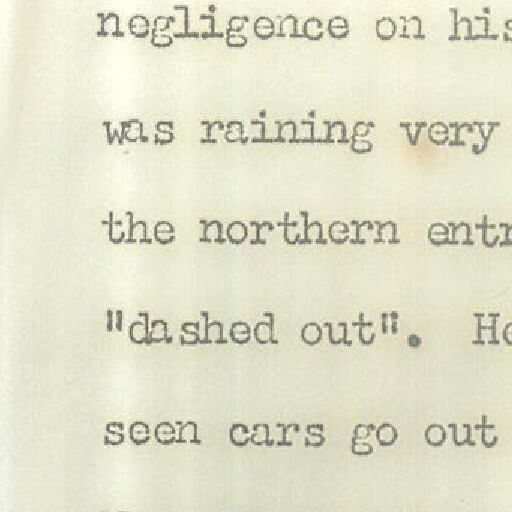 negligence on his
was raining very
the northern entr
"dashed out". He
seen cars go out